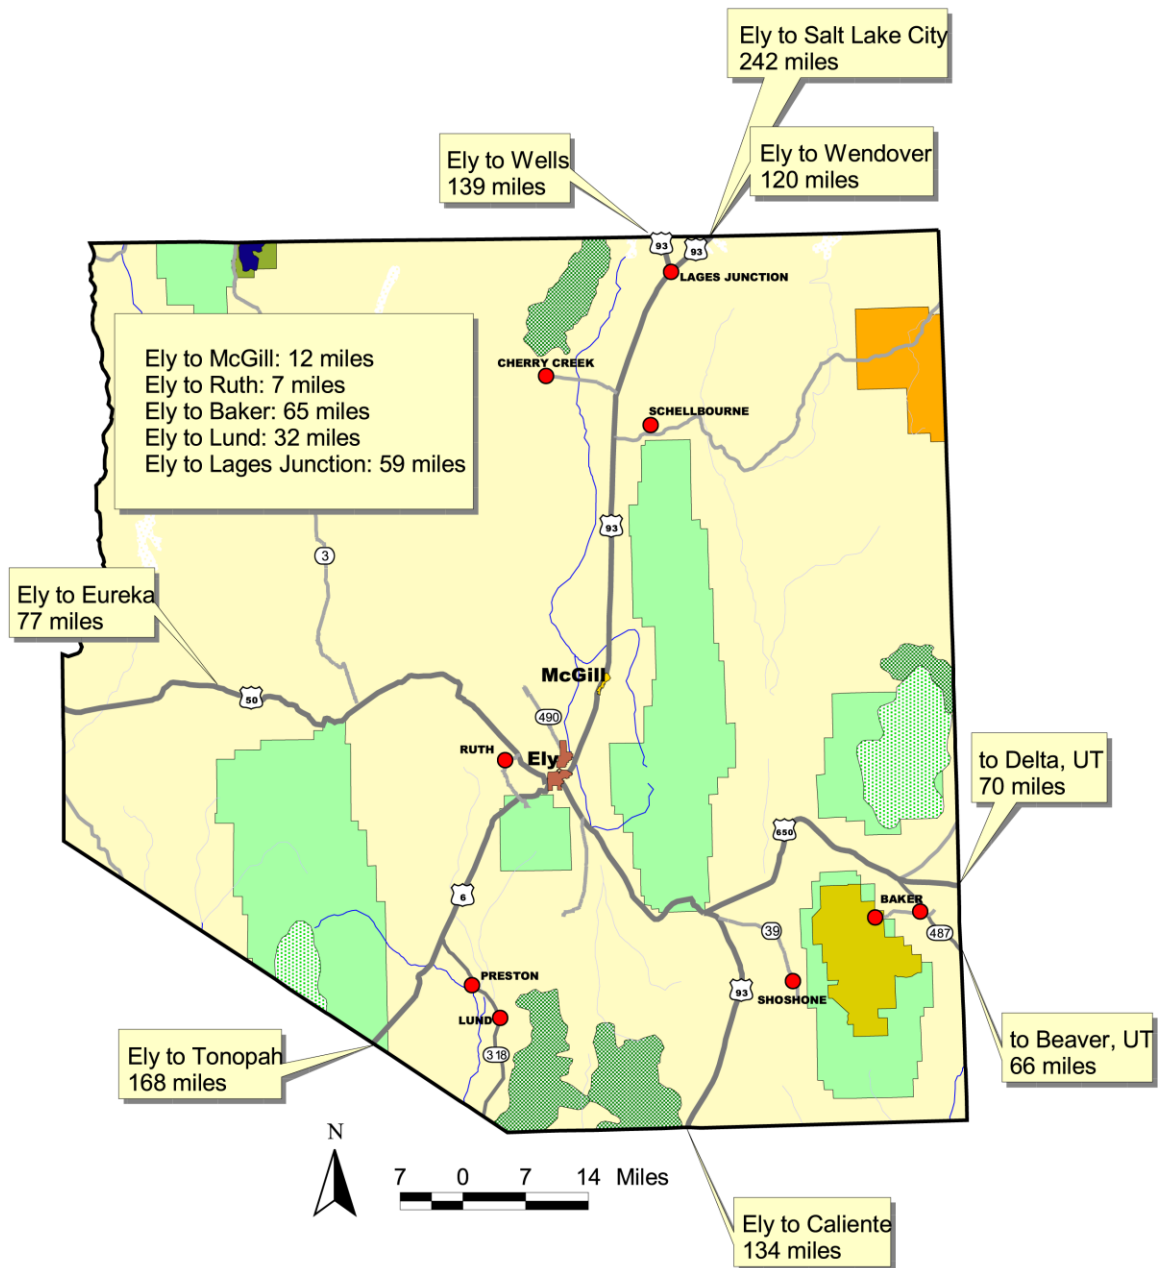 Ely to Salt Lake City
242 miles
Ely to Wells
139 miles
Ely to Wendover
120 miles
93
93
LAGES JUNCTION
Ely to McGill: 12 miles
Ely to Ruth: 7 miles
Ely to Baker: 65 miles
Ely to Lund: 32 miles
Ely to Lages Junction: 59 miles
CHERRY CREEK
SCHELLBOURNE
93
3
Ely to Eureka
77 miles
McGill
50
490
RUTH
Ely
to Delta, UT
70 miles
650
6
BAKER
39
487
PRESTON
93
SHOSHONE
LUND
318
Ely to Tonopah
168 miles
to Beaver, UT
66 miles
N
7 0 7 14 Miles
Ely to Caliente
134 miles